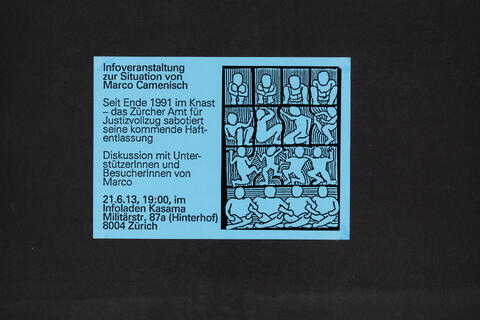 Infoveranstaltung
zur Situation von
Marco Camenisch
Seit Ende 1991 im Knast
– das Zürcher Amt für
Justizvollzug sabotiert
seine kommende Haft-
entlassung
Diskussion mit Unter-
stützerInnen und
BesucherInnen von
Marco
21.6.13, 19:00, im
Infoladen Kasama
Militärstr, 87a (Hinterhof)
8004 Zürich